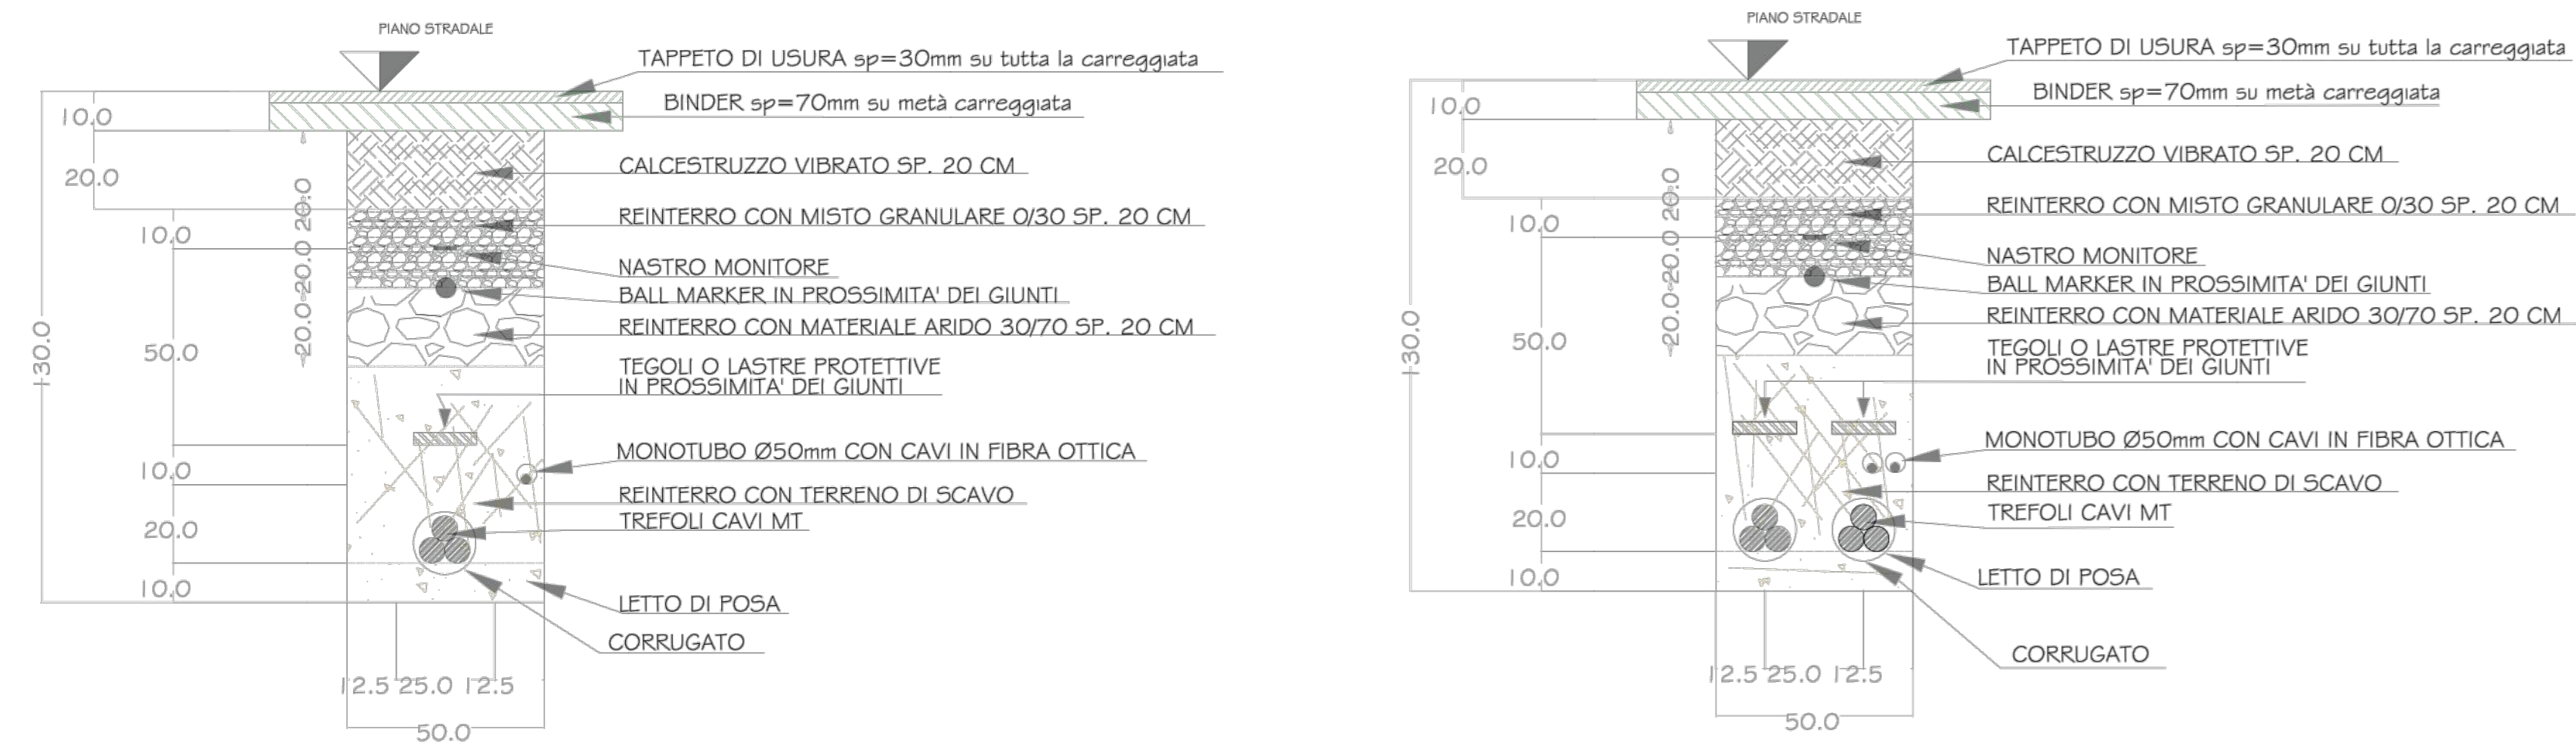 PIANO STRADALE
TAPPETO DI USURA sp=30mm su tutta la carreggiata
BINDER sp=70mm su metà carreggiata
10.0
20.0
CALCESTRUZZO VIBRATO SP. 20 CM
REINTERRO CON MISTO GRANULARE 0/30 SP. 20 CM
10.0
20.0
20.0
20.0
NASTRO MONITORE
BALL MARKER IN PROSSIMITA' DEI GIUNTI
REINTERRO CON MATERIALE ARIDO 30/70 SP. 20 CM
130.0
50.0
TEGOLI O LASTRE PROTETTIVE
IN PROSSIMITA' DEI GIUNTI
MONOTUBO Ø50mm CON CAVI IN FIBRA OTTICA
10.0
REINTERRO CON TERRENO DI SCAVO
TREFOLI CAVI MT
20.0
10.0
LETTO DI POSA
CORRUGATO
12.5 25.0 12.5
50.0
PIANO STRADALE
TAPPETO DI USURA sp=30mm su tutta la carreggiata
BINDER sp=70mm su metà carreggiata
10.0
20.0
CALCESTRUZZO VIBRATO SP. 20 CM
REINTERRO CON MISTO GRANULARE 0/30 SP. 20 CM
10.0
20.0
20.0
20.0
NASTRO MONITORE
BALL MARKER IN PROSSIMITA' DEI GIUNTI
REINTERRO CON MATERIALE ARIDO 30/70 SP. 20 CM
130.0
50.0
TEGOLI O LASTRE PROTETTIVE
IN PROSSIMITA' DEI GIUNTI
MONOTUBO Ø50mm CON CAVI IN FIBRA OTTICA
10.0
REINTERRO CON TERRENO DI SCAVO
TREFOLI CAVI MT
20.0
10.0
LETTO DI POSA
CORRUGATO
12.5 25.0 12.5
50.0